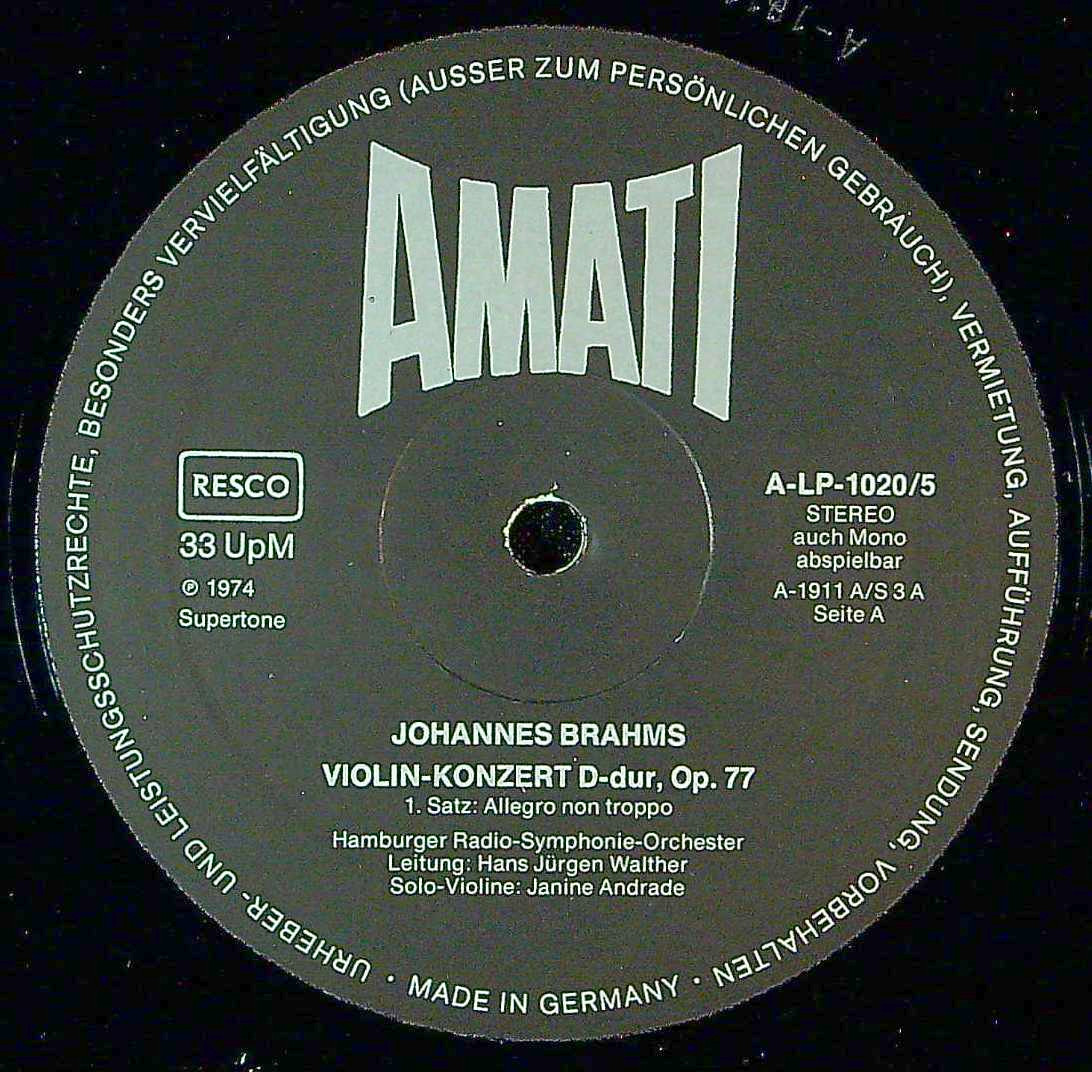 URHEBER- UND LEISTUNGSSCHUTZRECHTE, BESONDERS VERVIELFÄLTIGUNG (AUSSER ZUM PERSÖNLICHEN GEBRAUCH), VERMIETUNG, AUFFÜHRUNG, SENDUNG, VORBEHALTEN · MADE IN GERMANY ·
AMATI
RESCO
33 UpM
℗ 1974
Supertone
A-LP-1020/5
STEREO
auch Mono
abspielbar
A-1911 A/S 3 A
Seite A
JOHANNES BRAHMS
VIOLIN-KONZERT D-dur, Op. 77
1. Satz: Allegro non troppo
Hamburger Radio-Symphonie-Orchester
Leitung: Hans Jürgen Walther
Solo-Violine: Janine Andrade